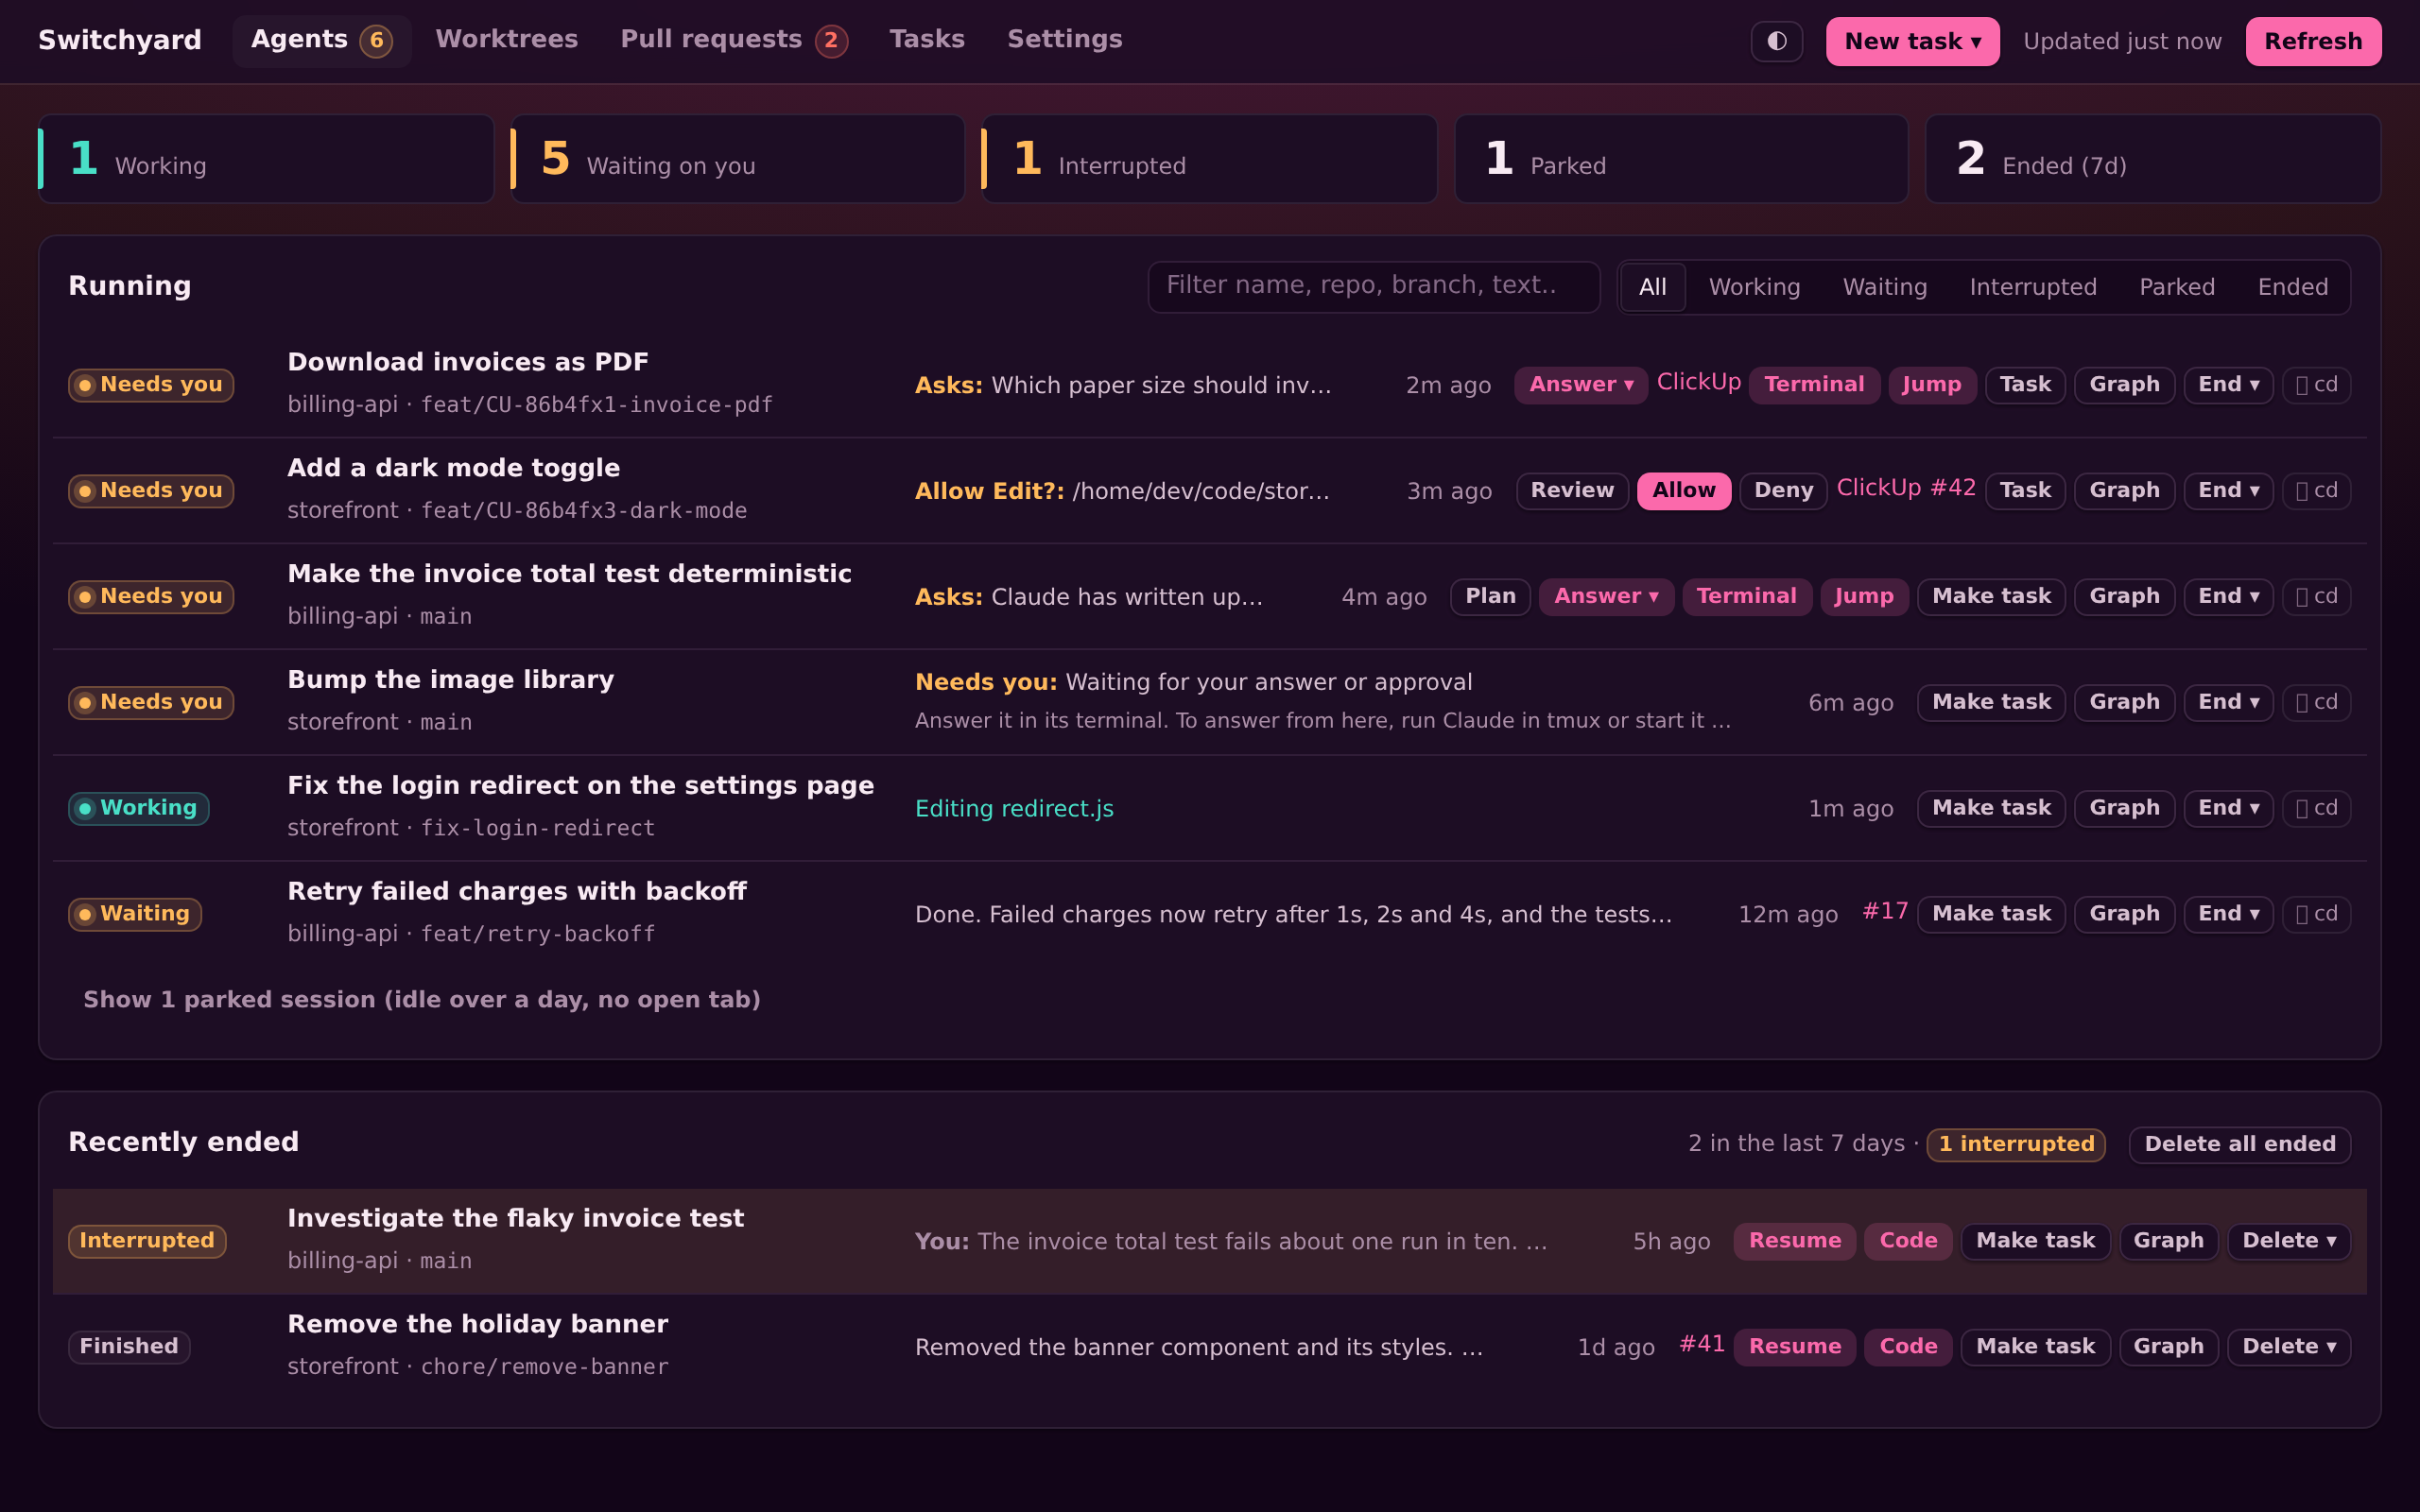 Switchyard Agents 6 Worktrees Pull requests 2 Tasks Settings New task ▾ Updated just now Refresh
1 Working 5 Waiting on you 1 Interrupted 1 Parked 2 Ended (7d)
Running Filter name, repo, branch, text.. All Working Waiting Interrupted Parked Ended
Download invoices as PDF
Needs you Asks: Which paper size should inv… 2m ago Answer ▾ ClickUp Terminal Jump Task Graph End ▾ cd
billing-api · feat/CU-86b4fx1-invoice-pdf
Add a dark mode toggle
Needs you Allow Edit?: /home/dev/code/stor… 3m ago Review Allow Deny ClickUp #42 Task Graph End ▾ cd
storefront · feat/CU-86b4fx3-dark-mode
Make the invoice total test deterministic
Needs you Asks: Claude has written up… 4m ago Plan Answer ▾ Terminal Jump Make task Graph End ▾ cd
billing-api · main
Bump the image library
Needs you: Waiting for your answer or approval
Needs you 6m ago Make task Graph End ▾ cd
storefront · main
Answer it in its terminal. To answer from here, run Claude in tmux or start it …
Fix the login redirect on the settings page
Working Editing redirect.js 1m ago Make task Graph End ▾ cd
storefront · fix-login-redirect
Retry failed charges with backoff
Waiting Done. Failed charges now retry after 1s, 2s and 4s, and the tests… 12m ago #17 Make task Graph End ▾ cd
billing-api · feat/retry-backoff
Show 1 parked session (idle over a day, no open tab)
Recently ended 2 in the last 7 days · 1 interrupted Delete all ended
Investigate the flaky invoice test
Interrupted You: The invoice total test fails about one run in ten. … 5h ago Resume Code Make task Graph Delete ▾
billing-api · main
Remove the holiday banner
Finished Removed the banner component and its styles. … 1d ago #41 Resume Code Make task Graph Delete ▾
storefront · chore/remove-banner